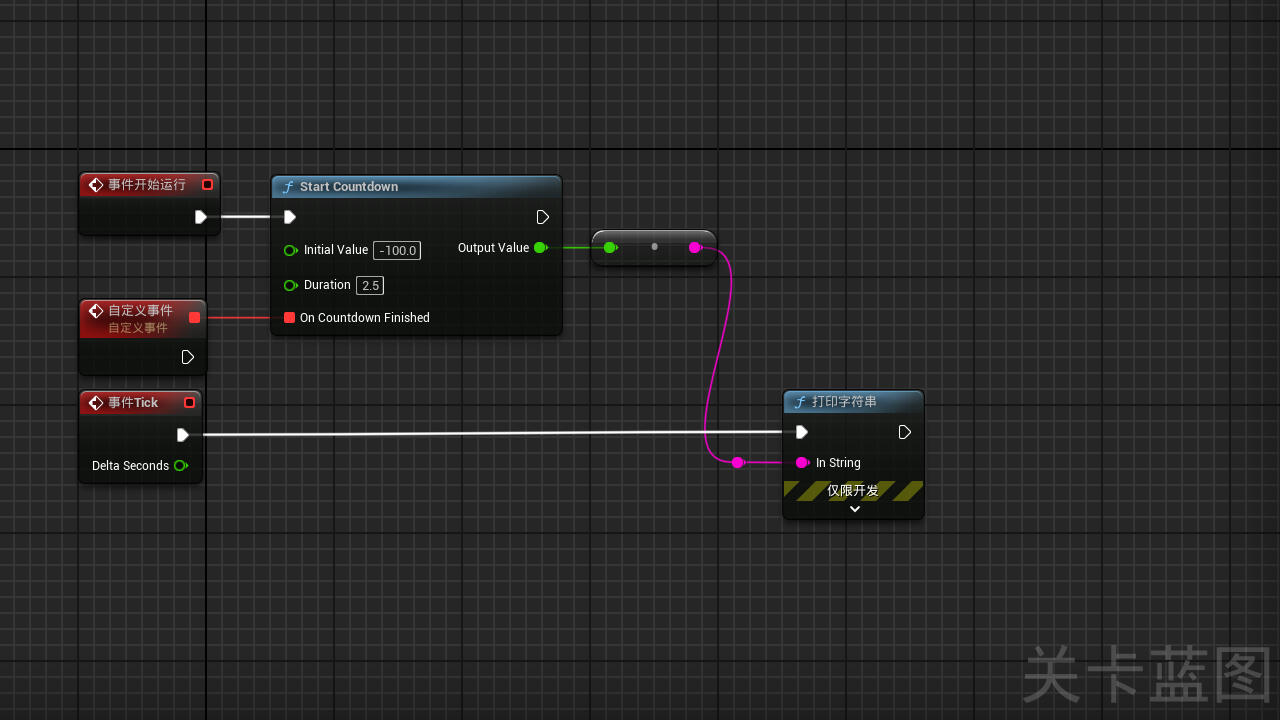 事件开始运行
Start Countdown
Initial Value -100.0
Output Value
Duration 2.5
On Countdown Finished
自定义事件
自定义事件
事件Tick
Delta Seconds
打印字符串
In String
仅限开发
关卡蓝图